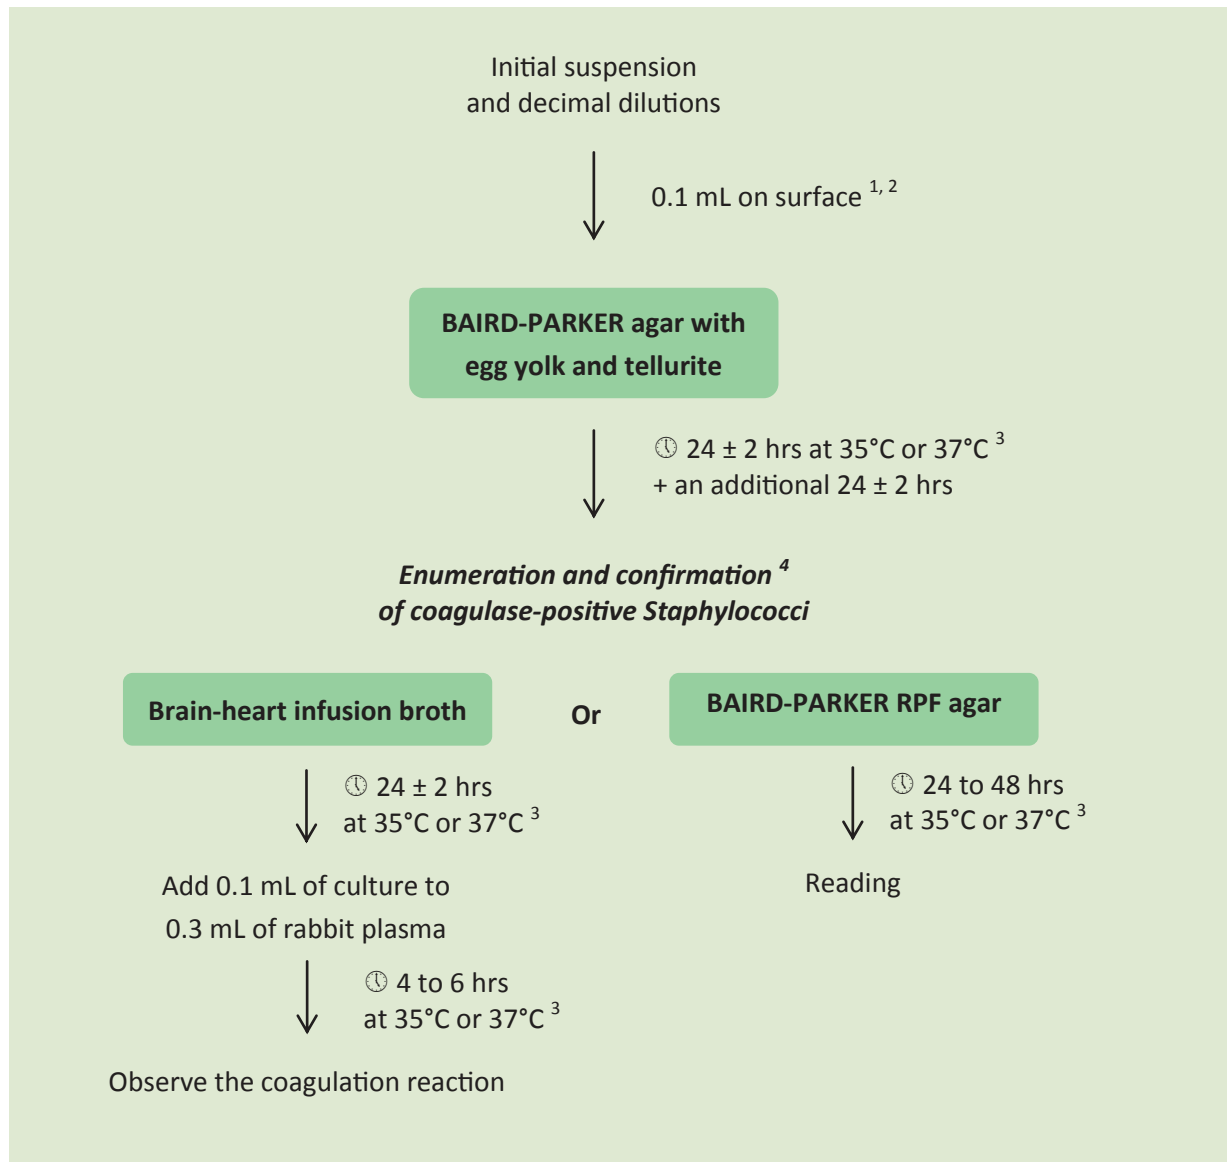 Initial suspension
and decimal dilutions
0.1 mL on surface 1, 2
BAIRD-PARKER agar with
egg yolk and tellurite
24 ± 2 hrs at 35°C or 37°C 3
+ an additional 24 ± 2 hrs
Enumeration and confirmation 4
of coagulase-positive Staphylococci
Brain-heart infusion broth
Or
BAIRD-PARKER RPF agar
24 ± 2 hrs
at 35°C or 37°C 3
24 to 48 hrs
at 35°C or 37°C 3
Add 0.1 mL of culture to
0.3 mL of rabbit plasma
Reading
4 to 6 hrs
at 35°C or 37°C 3
Observe the coagulation reaction